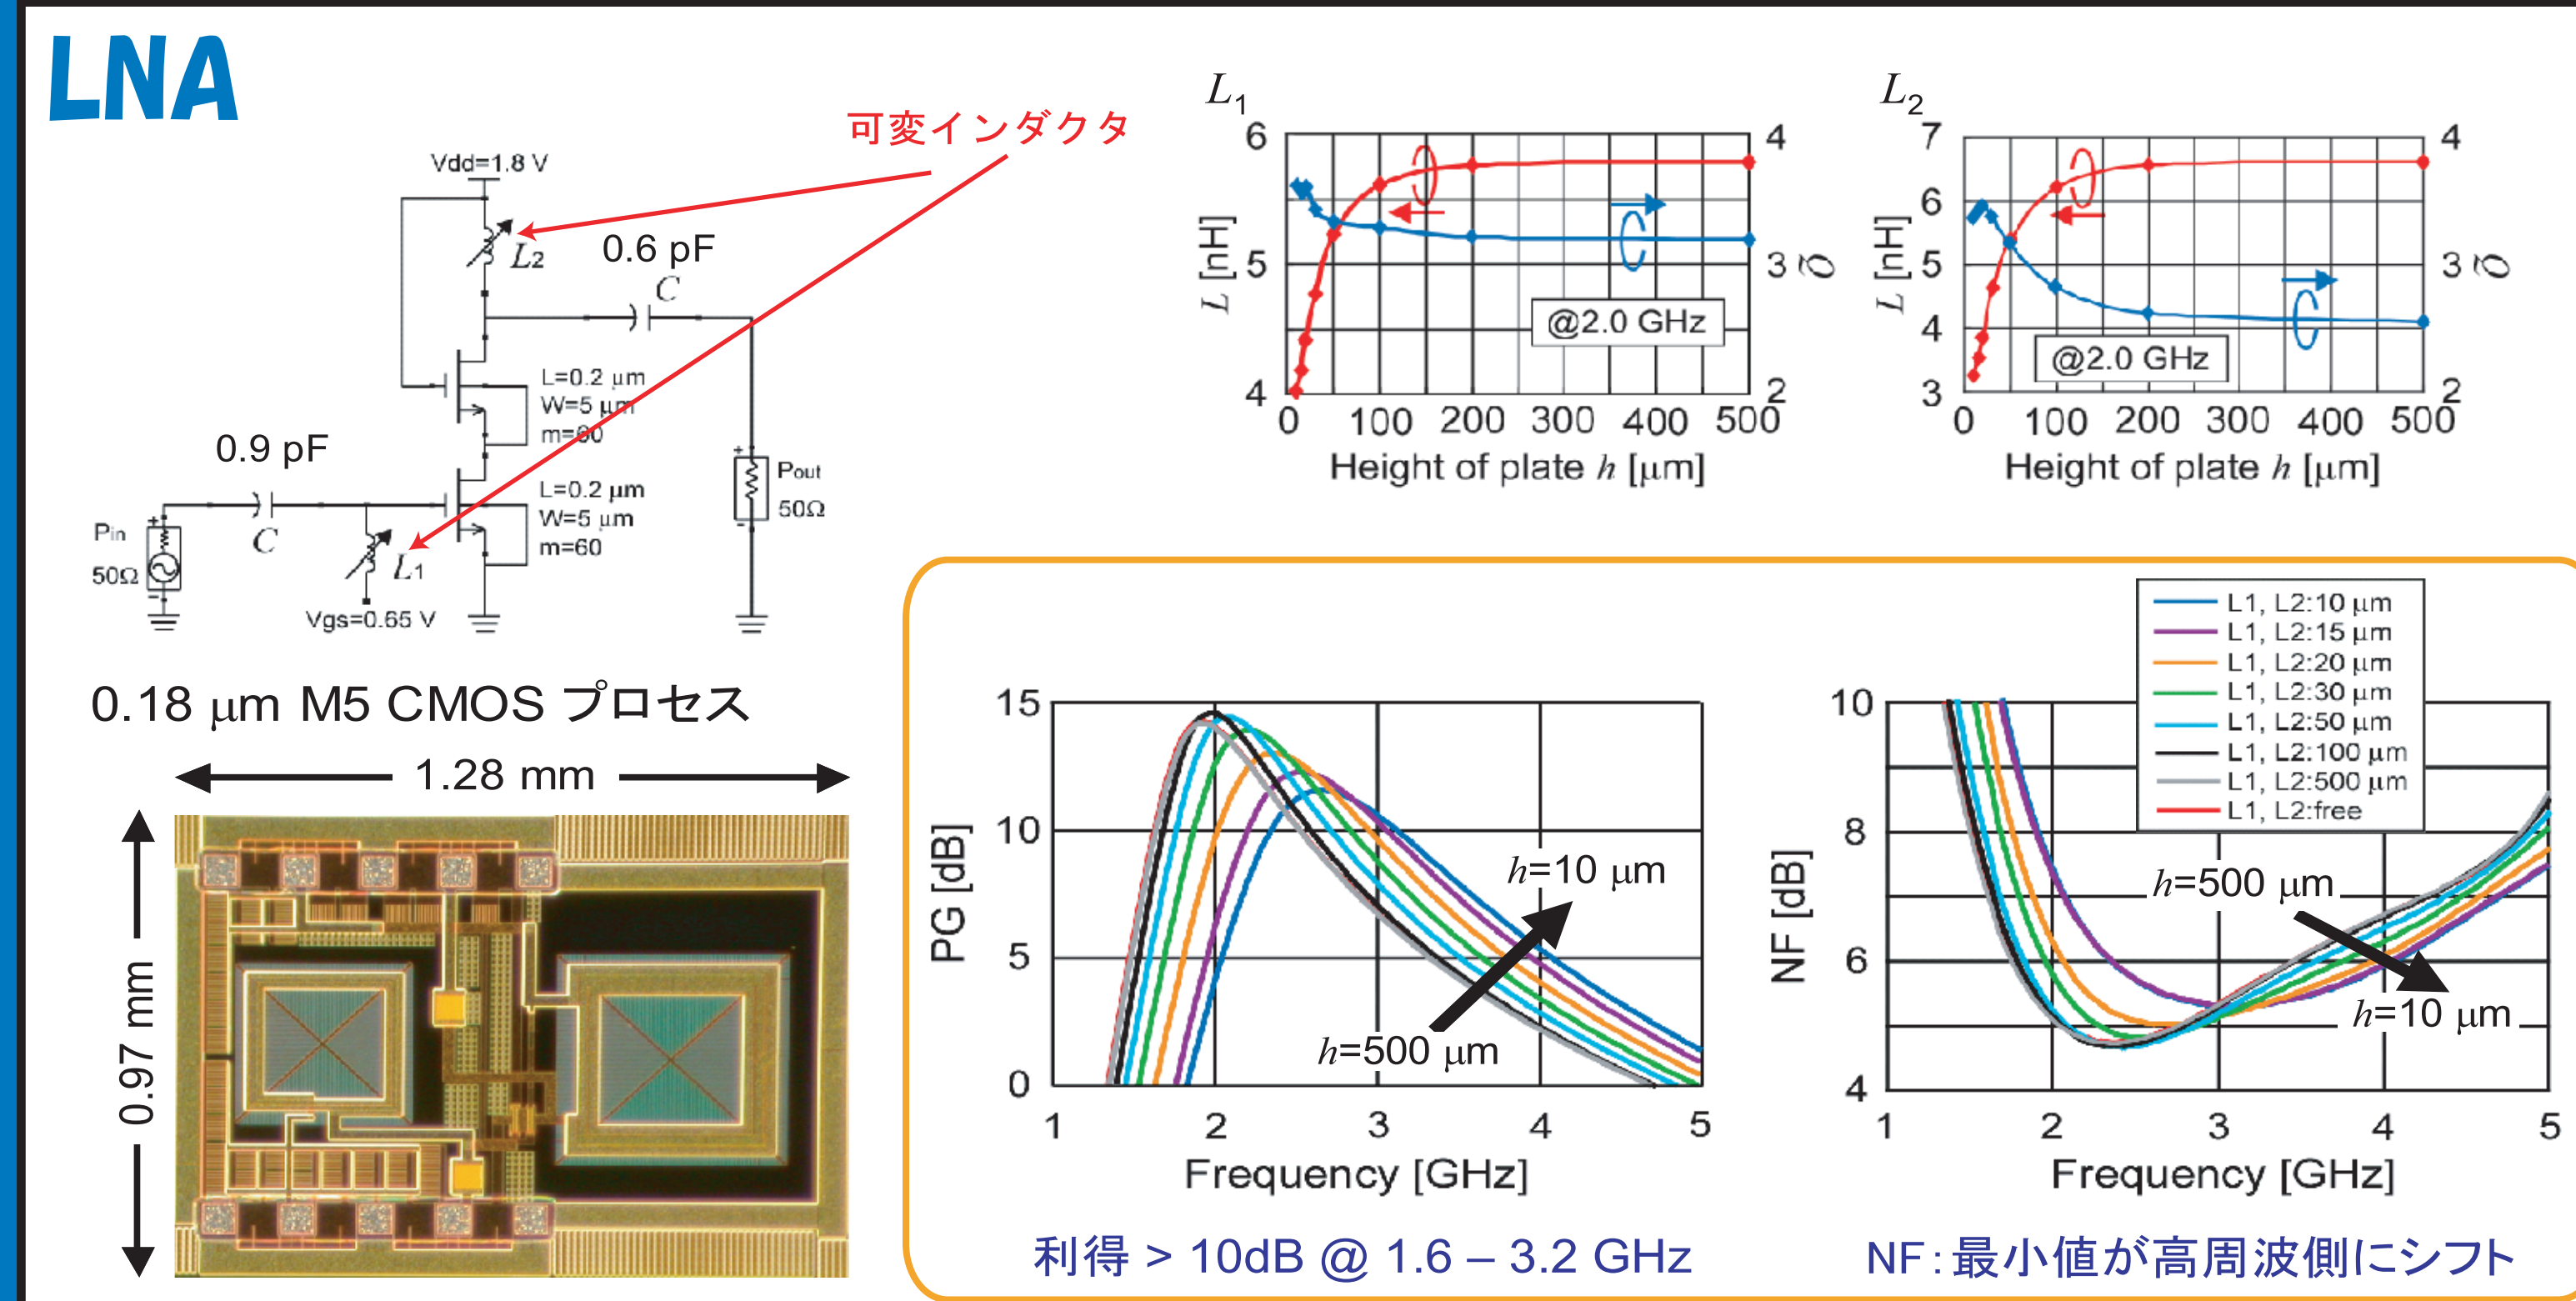 LNA
可変インダクタ
Vdd=1.8 V
L2
0.6 pF
C
L=0.2 μm
W=5 μm
m=60
0.9 pF
C
L=0.2 μm
W=5 μm
m=60
Pin
50Ω
L1
Vgs=0.65 V
Pout
50Ω
L1
6
5
4
L [nH]
4
3
2
Q
@2.0 GHz
0 100 200 300 400 500
Height of plate h [μm]
L2
7
6
5
4
3
L [nH]
4
3
2
Q
@2.0 GHz
0 100 200 300 400 500
Height of plate h [μm]
0.18 μm M5 CMOS プロセス
1.28 mm
0.97 mm
15
10
5
0
PG [dB]
h=10 μm
h=500 μm
1 2 3 4 5
Frequency [GHz]
利得 > 10dB @ 1.6 – 3.2 GHz
L1, L2:10 μm
L1, L2:15 μm
L1, L2:20 μm
L1, L2:30 μm
L1, L2:50 μm
L1, L2:100 μm
L1, L2:500 μm
L1, L2:free
10
8
6
4
NF [dB]
h=500 μm
h=10 μm
1 2 3 4 5
Frequency [GHz]
NF:最小値が高周波側にシフト